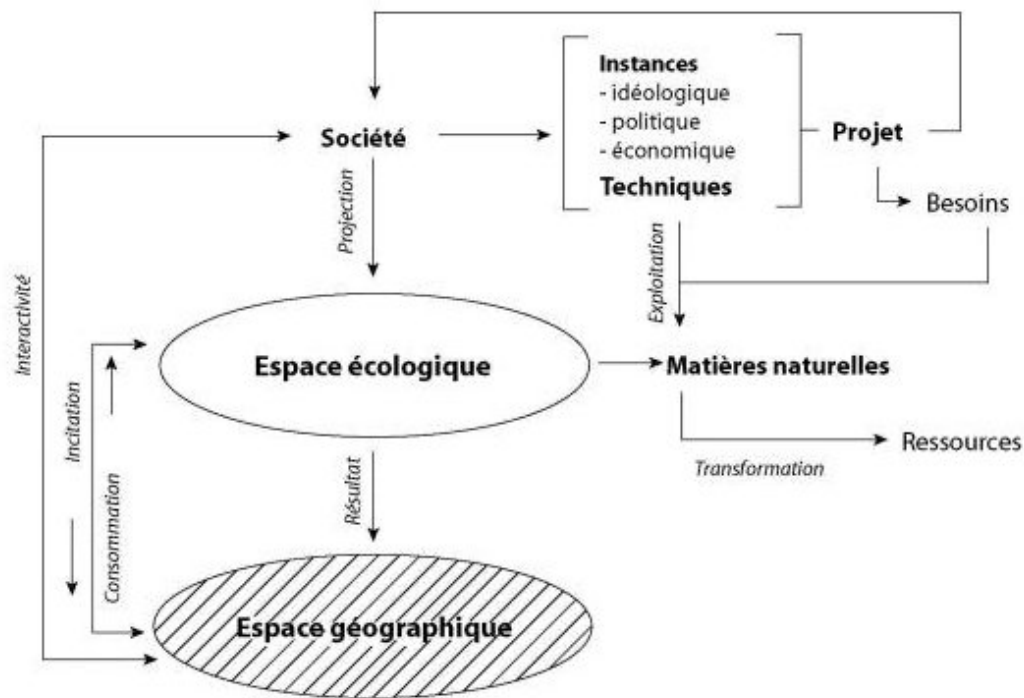 Instances
- idéologique
- politique
- économique
Techniques
Société
Projet
Besoins
Projection
Exploitation
Interactivité
Espace écologique
Matières naturelles
Incitation
Consommation
Résultat
Transformation
Ressources
Espace géographique